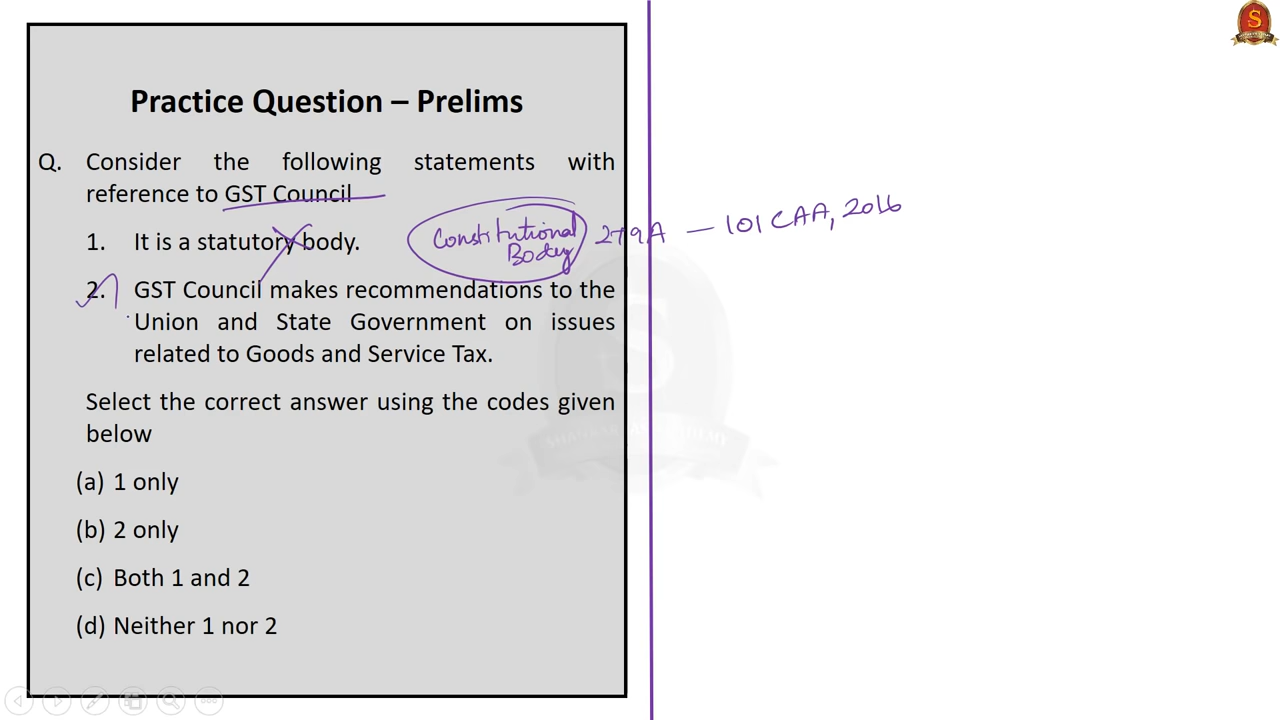 S
Practice Question – Prelims
Q. Consider the following statements with
reference to GST Council
1. It is a statutory body.
Constitutional
Body
279A — 101 CAA, 2016
2. GST Council makes recommendations to the
Union and State Government on issues
related to Goods and Service Tax.
Select the correct answer using the codes given
below
(a) 1 only
(b) 2 only
(c) Both 1 and 2
(d) Neither 1 nor 2